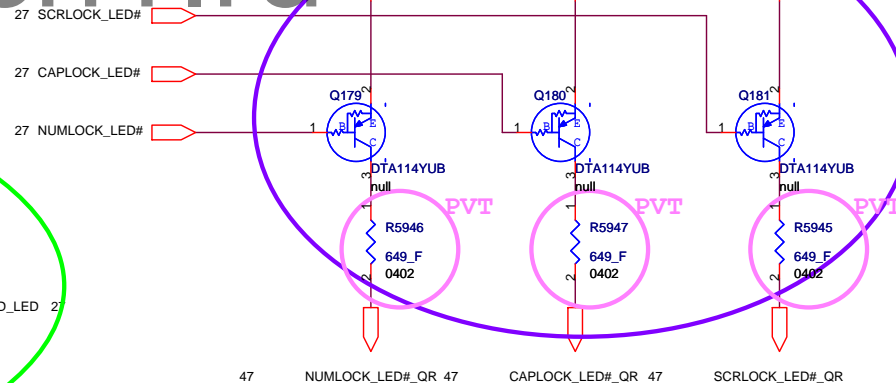 27 SCRLOCK_LED#
27 CAPLOCK_LED#
27 NUMLOCK_LED#
Q179 2 Q180 2 Q181 2
1 B E C 1 B E C 1 B E C
3 DTA114YUB 3 DTA114YUB 3 DTA114YUB
null null null
1 PVT 1 PVT 1 PVT
R5946 R5947 R5945
649_F 649_F 649_F
2 0402 2 0402 2 0402
D_LED 27
47 NUMLOCK_LED#_QR 47 CAPLOCK_LED#_QR 47 SCRLOCK_LED#_QR